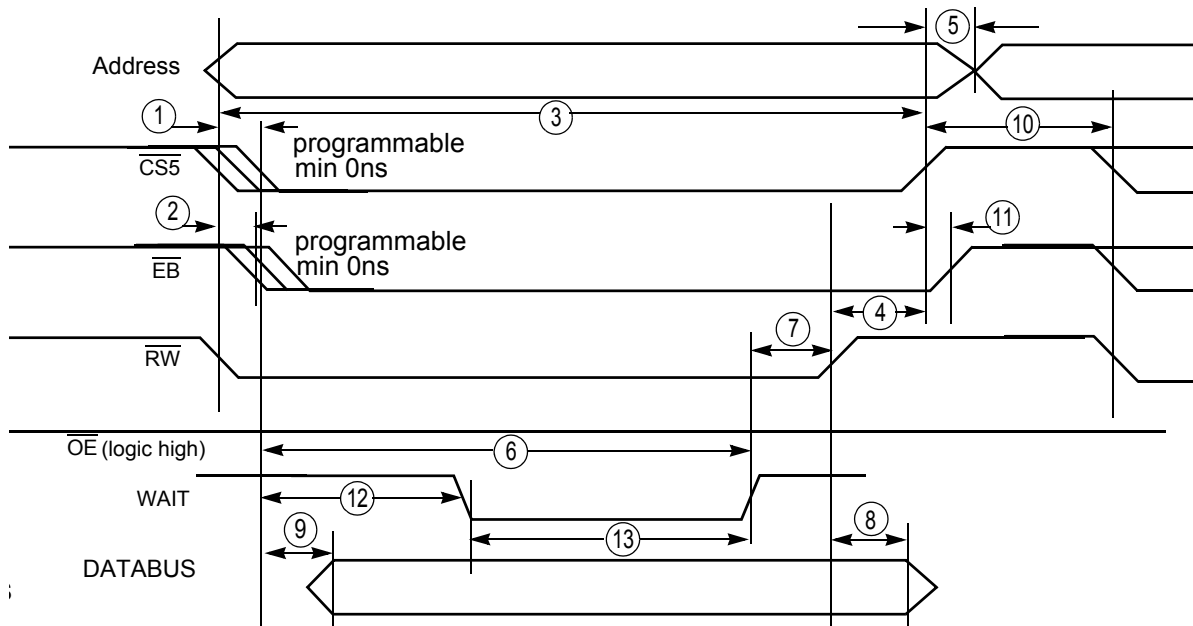 5
Address
1
3
10
programmable
min 0ns
CS5
2
11
programmable
min 0ns
EB
4
7
RW
OE (logic high)
6
WAIT
12
13
8
9
DATABUS